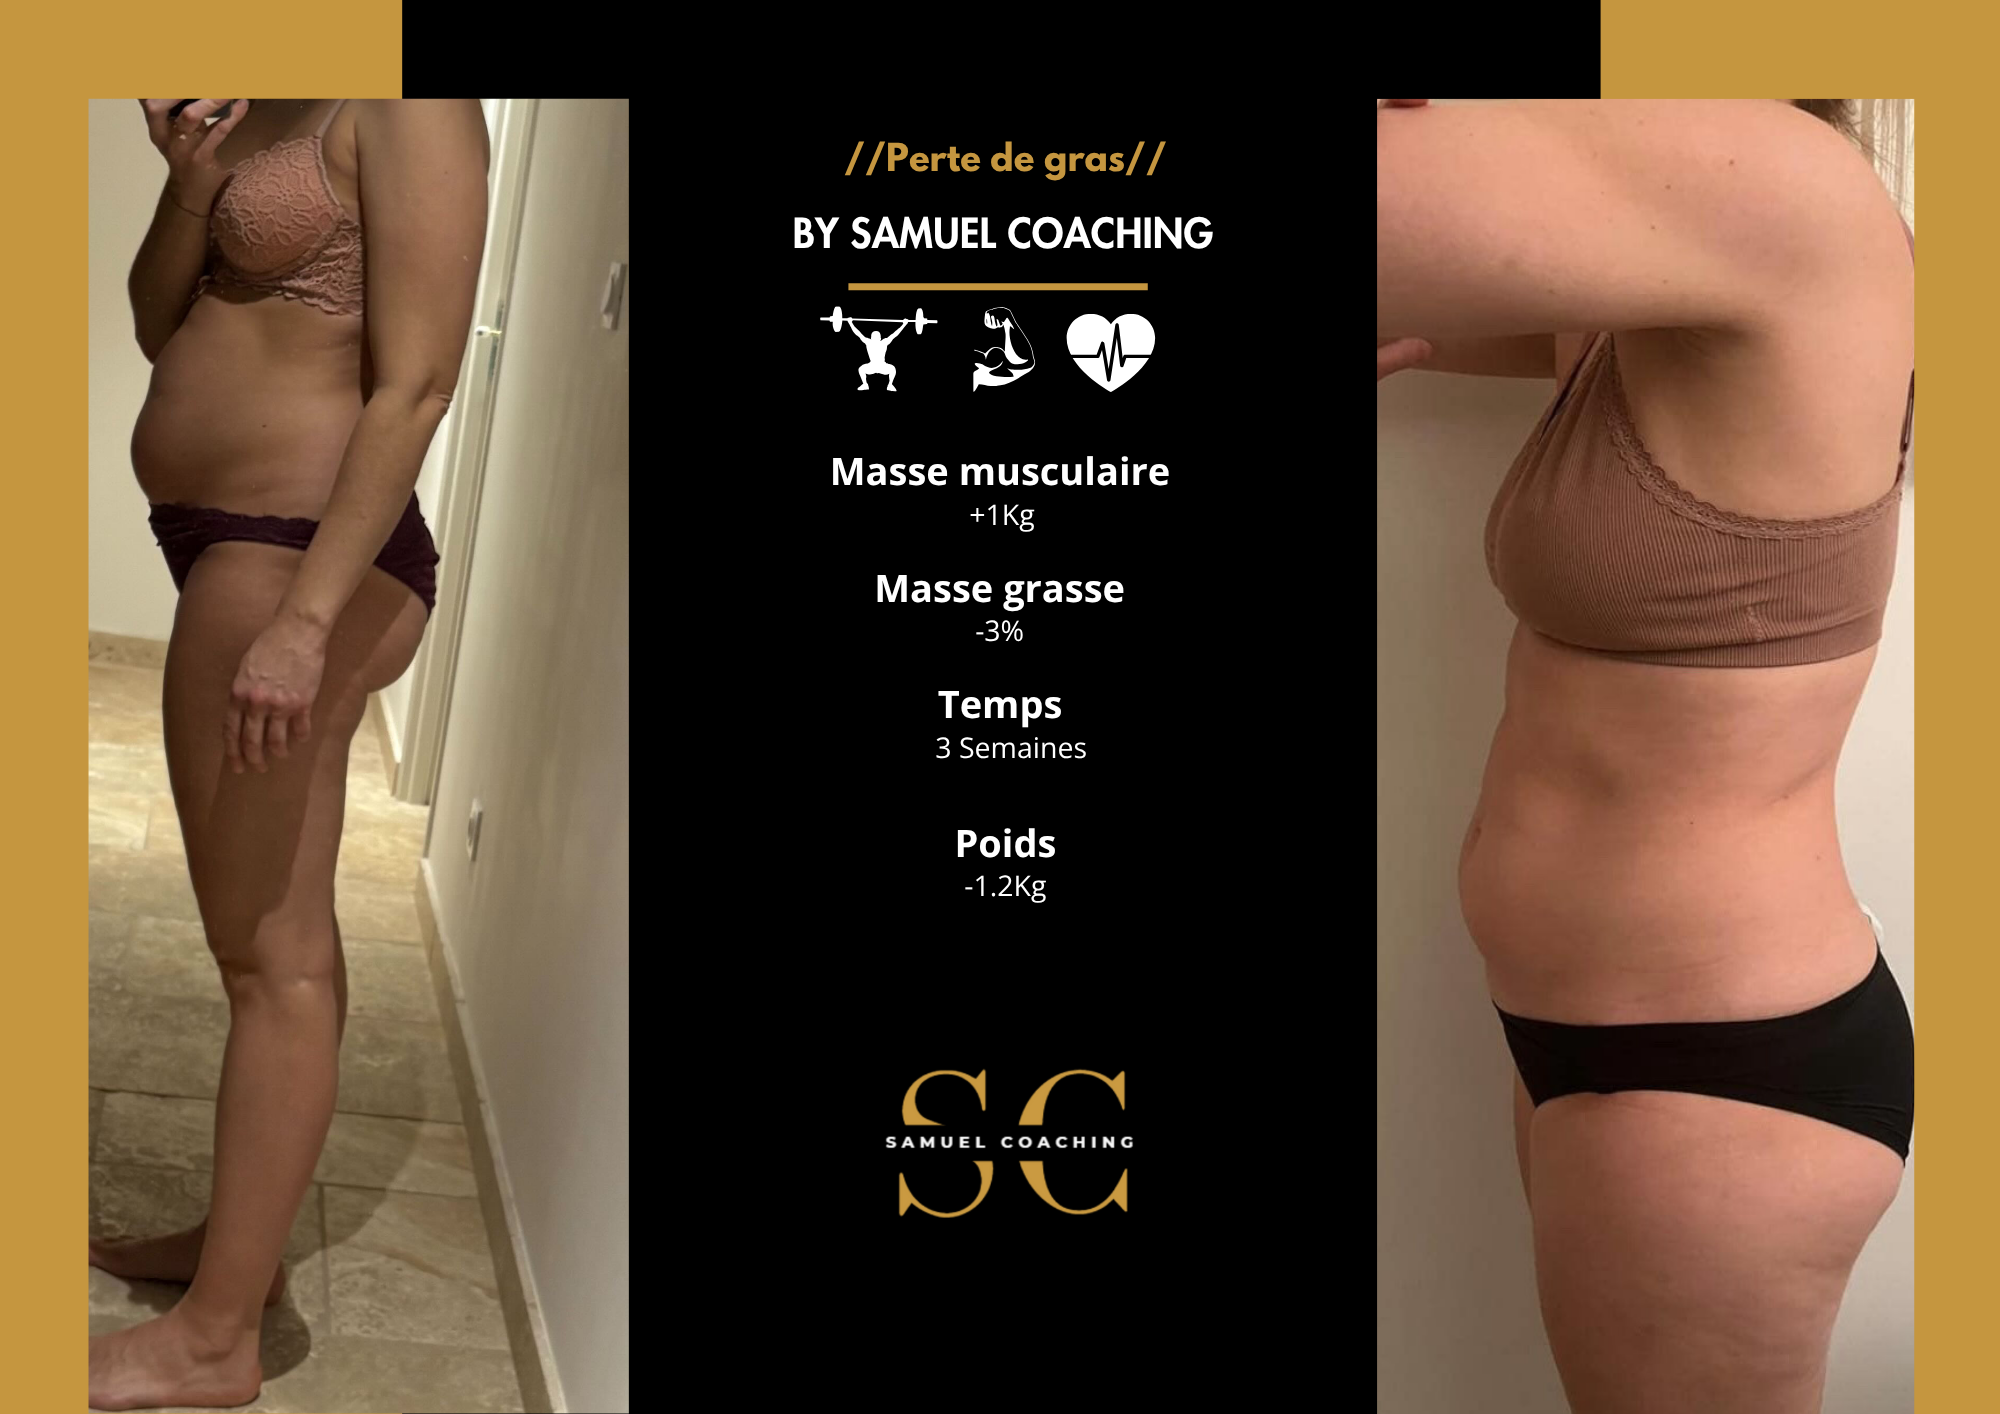 //Perte de gras//
BY SAMUEL COACHING
Masse musculaire
+1Kg
Masse grasse
-3%
Temps
3 Semaines
Poids
-1.2Kg
SC
SAMUEL COACHING